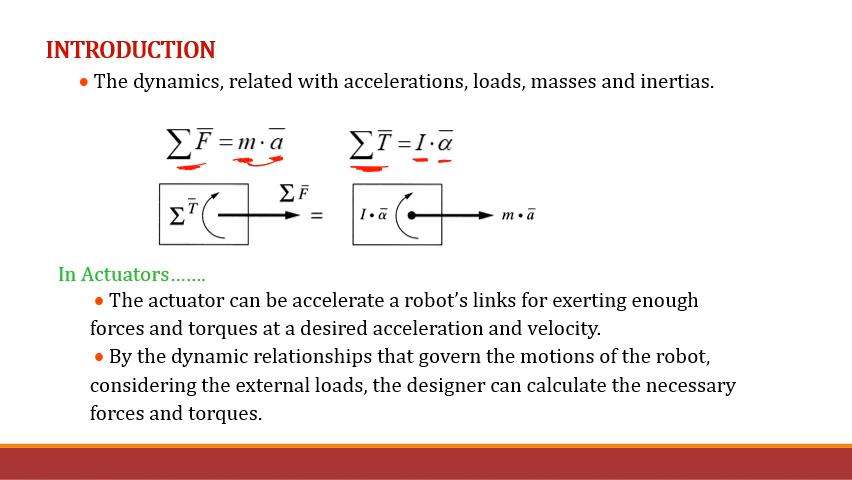 INTRODUCTION
• The dynamics, related with accelerations, loads, masses and inertias.
∑ F̅ = m · a̅    ∑ T̅ = I · α̅
Σ T̅    Σ F̅    =    I • α̅    m • a̅
In Actuators…….
• The actuator can be accelerate a robot’s links for exerting enough
forces and torques at a desired acceleration and velocity.
• By the dynamic relationships that govern the motions of the robot,
considering the external loads, the designer can calculate the necessary
forces and torques.